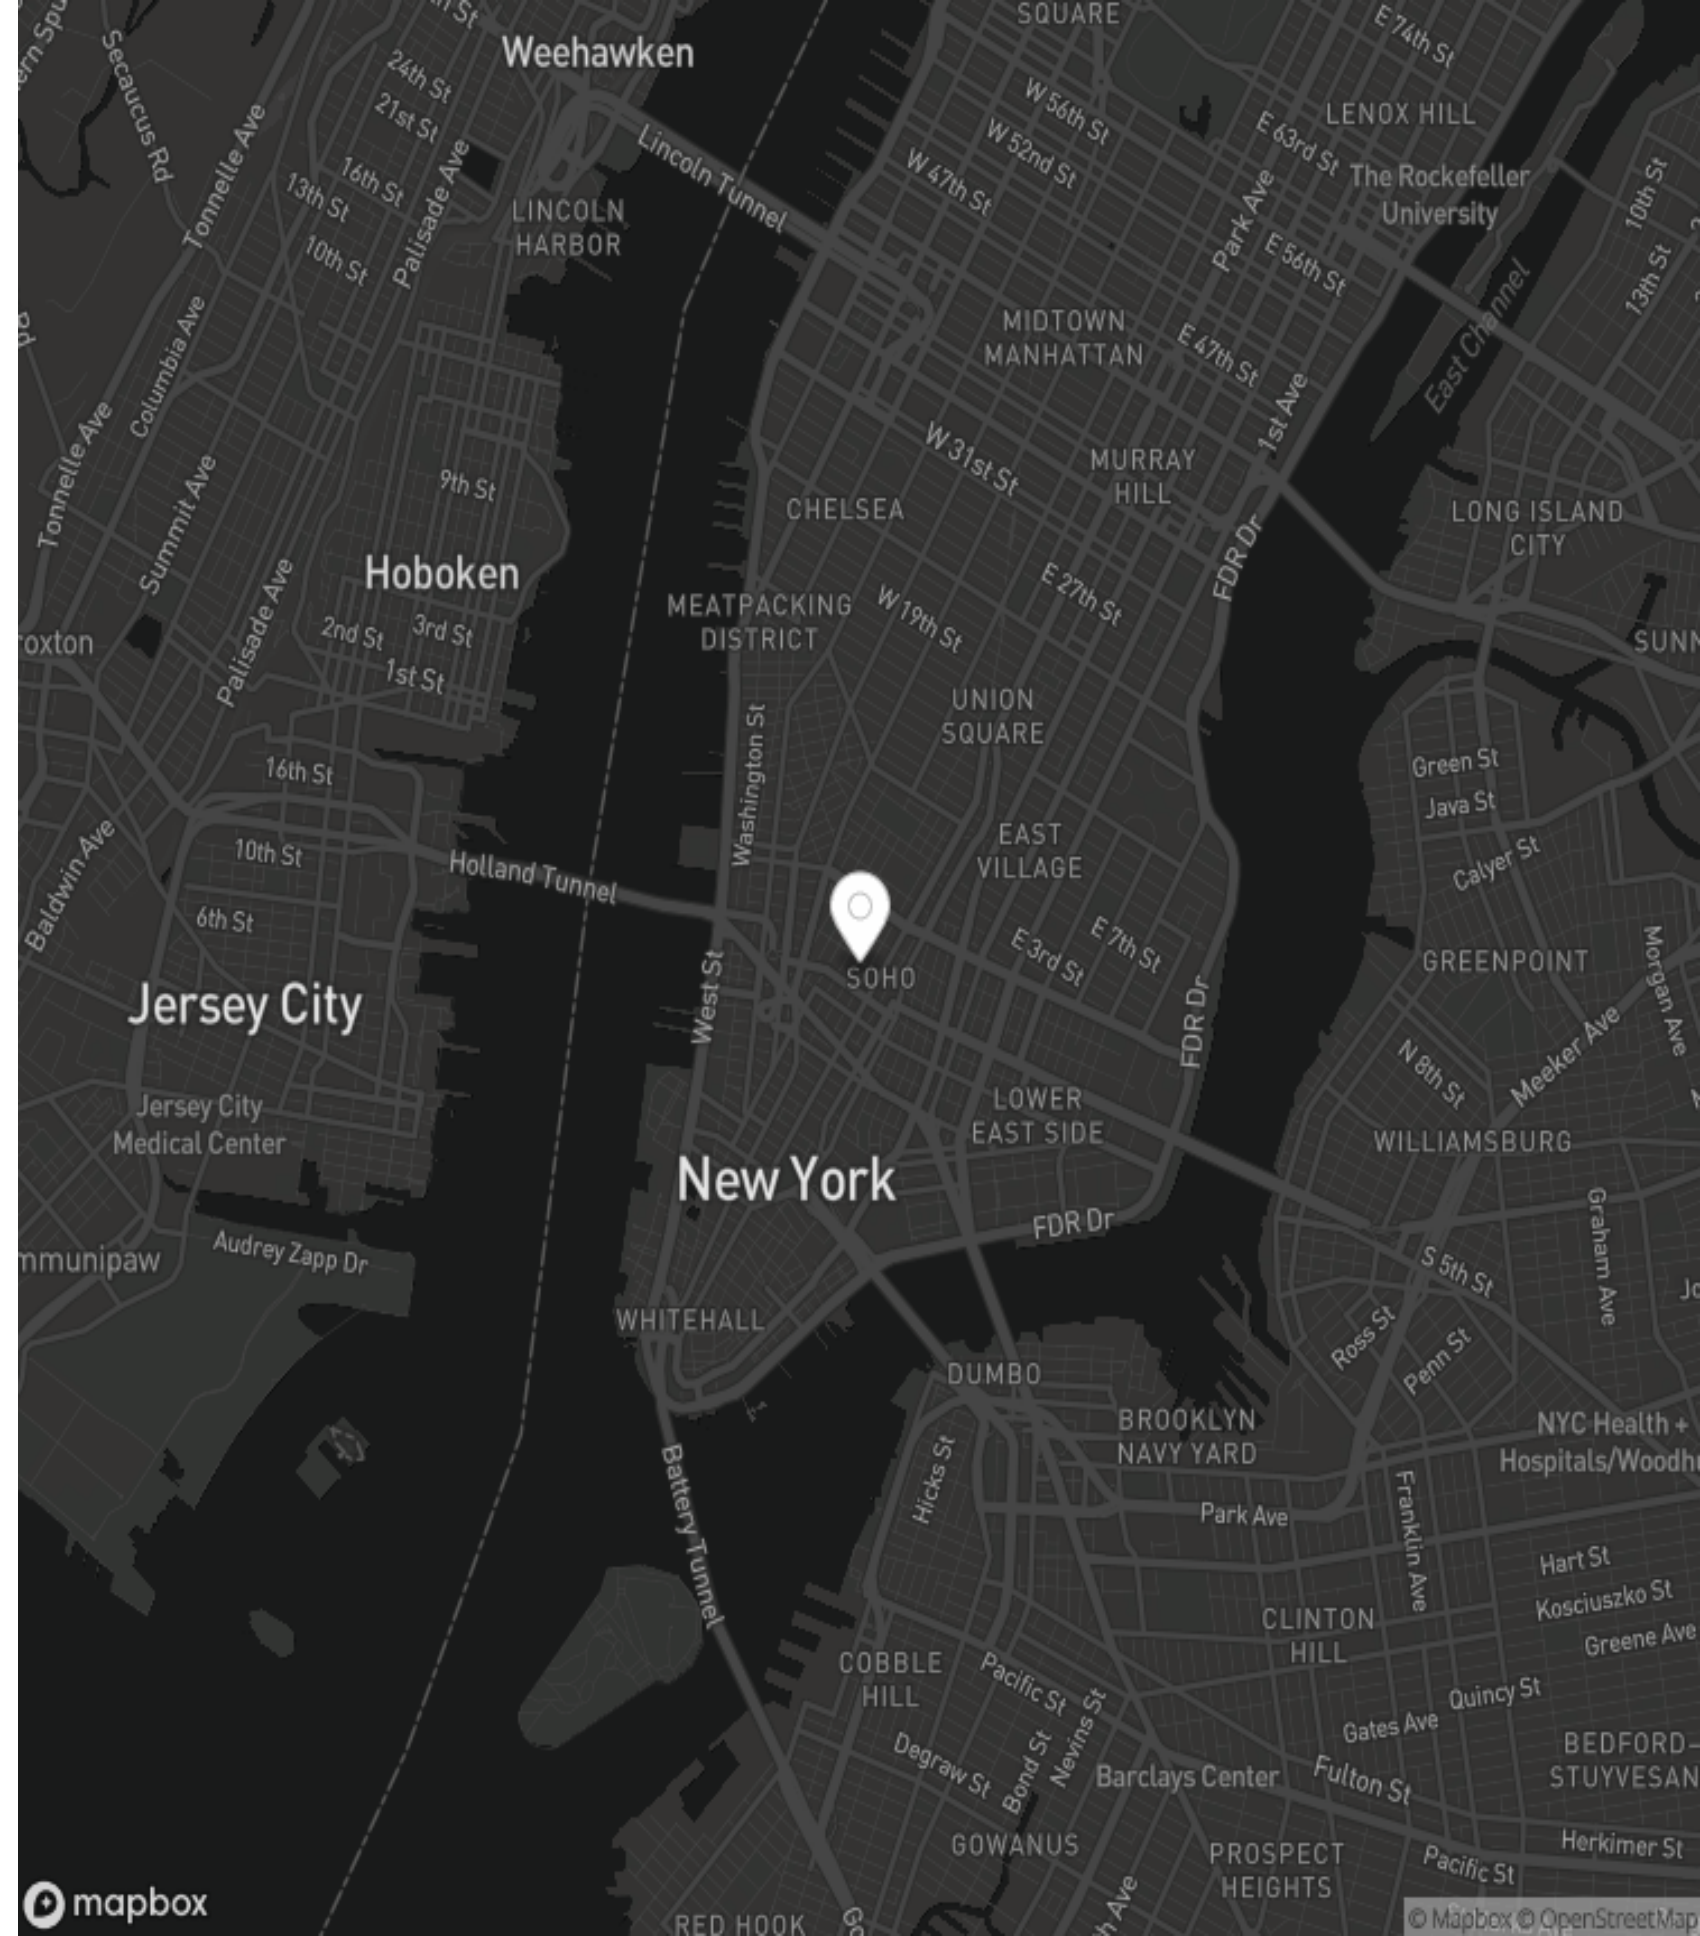 SQUARE
E 74th St
Weehawken
24th St
Secaucus Rd
21st St
W 56th St
LENOX HILL
E 63rd St
W 52nd St
Tonnelle Ave
Lincoln Tunnel
Palisade Ave
16th St
W 47th St
The Rockefeller
University
13th St
10th St
Park Ave
LINCOLN
HARBOR
10th St
E 56th St
13th St
East Channel
Columbia Ave
MIDTOWN
MANHATTAN
E 47th St
1st Ave
Tonnelle Ave
W 31st St
MURRAY
HILL
9th St
CHELSEA
LONG ISLAND
CITY
Summit Ave
FDR Dr
Hoboken
E 27th St
MEATPACKING
DISTRICT
W 19th St
Palisade Ave
2nd St
3rd St
1st St
oxton
SUNN
UNION
SQUARE
Washington St
16th St
Green St
Java St
10th St
EAST
VILLAGE
Calyer St
Holland Tunnel
Baldwin Ave
6th St
E 7th St
E 3rd St
SOHO
GREENPOINT
Morgan Ave
West St
Jersey City
FDR Dr
Meeker Ave
N 8th St
Jersey City
Medical Center
LOWER
EAST SIDE
WILLIAMSBURG
New York
FDR Dr
Graham Ave
Audrey Zapp Dr
mmunipaw
S 5th St
WHITEHALL
Ross St
Penn St
DUMBO
BROOKLYN
NAVY YARD
NYC Health +
Hospitals/Woodh
Hicks St
Battery Tunnel
Park Ave
Franklin Ave
Hart St
Kosciuszko St
Greene Ave
CLINTON
HILL
COBBLE
HILL
Pacific St
Quincy St
Gates Ave
Nevins St
Bond St
Degraw St
BEDFORD-
STUYVESAN
Barclays Center
Fulton St
GOWANUS
PROSPECT
HEIGHTS
Herkimer St
Pacific St
mapbox
RED HOOK
© Mapbox © OpenStreetMap